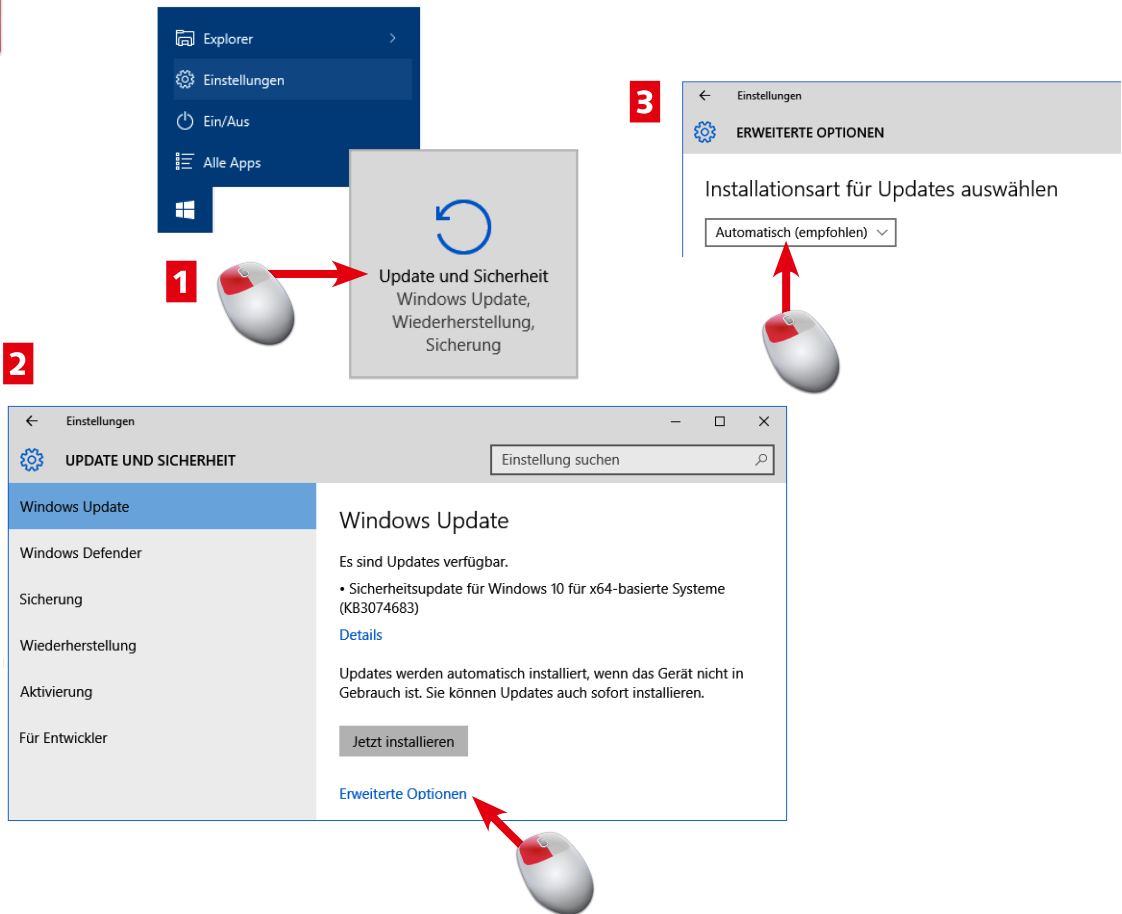 Explorer
Einstellungen
Ein/Aus
Alle Apps
1
Update und Sicherheit
Windows Update,
Wiederherstellung,
Sicherung
3
Einstellungen
ERWEITERTE OPTIONEN
Installationsart für Updates auswählen
Automatisch (empfohlen)
2
Einstellungen
UPDATE UND SICHERHEIT
Einstellung suchen
Windows Update
Windows Defender
Sicherung
Wiederherstellung
Aktivierung
Für Entwickler
Windows Update
Es sind Updates verfügbar.
• Sicherheitsupdate für Windows 10 für x64-basierte Systeme
(KB3074683)
Details
Updates werden automatisch installiert, wenn das Gerät nicht in
Gebrauch ist. Sie können Updates auch sofort installieren.
Jetzt installieren
Erweiterte Optionen